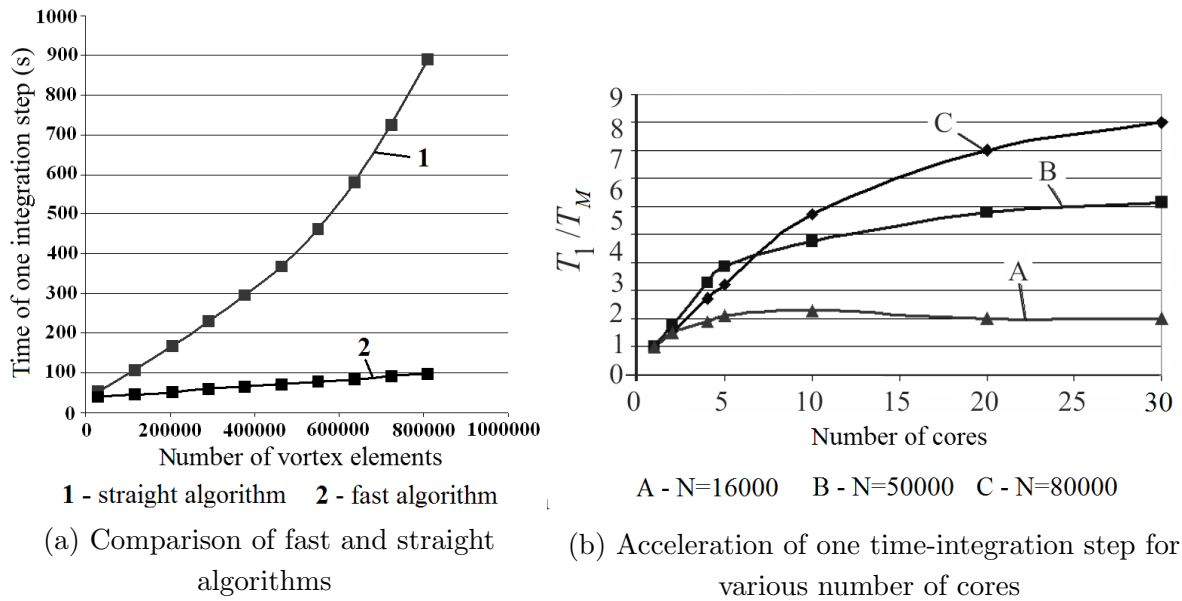 1000
900
800
700
600
500
400
300
200
100
0
Time of one integration step (s)
1
2
0 200000 400000 600000 800000 1000000
Number of vortex elements
1 - straight algorithm 2 - fast algorithm
(a) Comparison of fast and straight
algorithms
9
8
7
6
5
4
3
2
1
0
T1/TM
C
B
A
0 5 10 15 20 25 30
Number of cores
A - N=16000 B - N=50000 C - N=80000
(b) Acceleration of one time-integration step for
various number of cores